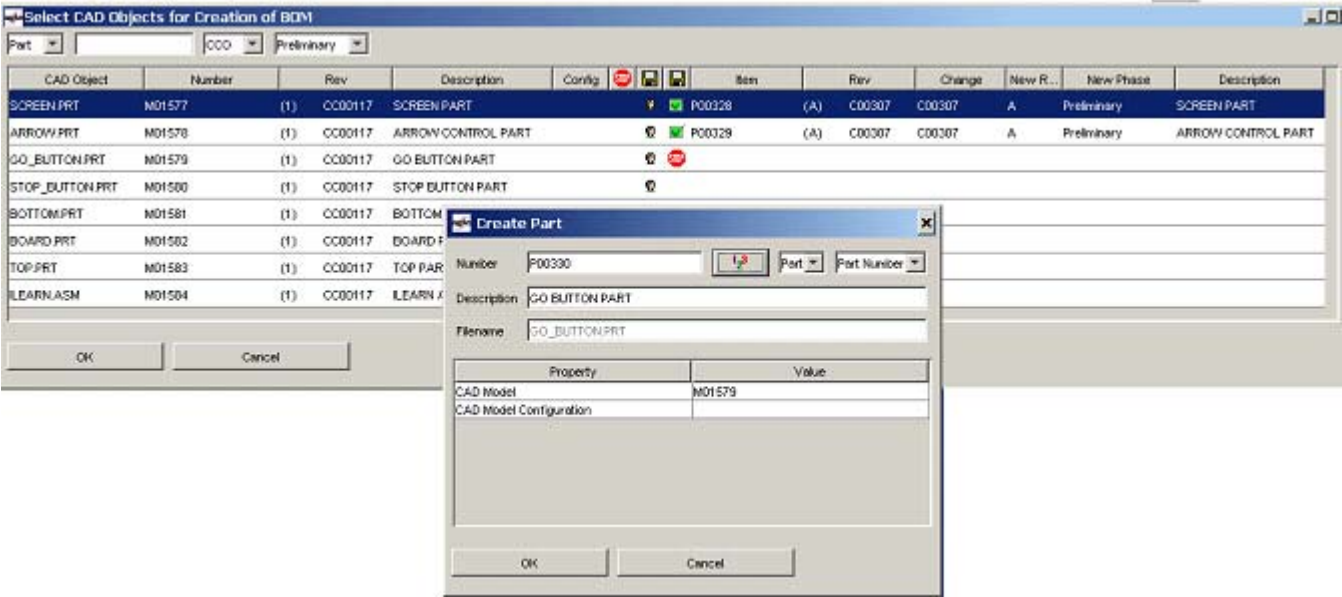 Select CAD Objects for Creation of BOM
Part CCO Preliminary
CAD Object Number Rev Description Config Item Rev Change New R... New Phase Description
SCREEN.PRT M01577 (1) CC00117 SCREEN PART P00328 (A) C00307 C00307 A Preliminary SCREEN PART
ARROW.PRT M01578 (1) CC00117 ARROW CONTROL PART P00329 (A) C00307 C00307 A Preliminary ARROW CONTROL PART
GO_BUTTON.PRT M01579 (1) CC00117 GO BUTTON PART
STOP_BUTTON.PRT M01580 (1) CC00117 STOP BUTTON PART
BOTTOM.PRT M01581 (1) CC00117 BOTTOM
BOARD.PRT M01582 (1) CC00117 BOARD P
TOP.PRT M01583 (1) CC00117 TOP PAR
ILEARN.ASM M01584 (1) CC00117 ILEARN A
OK Cancel
Create Part
Number P00330 Part Part Number
Description GO BUTTON PART
Filename GO_BUTTON.PRT
Property Value
CAD Model M01579
CAD Model Configuration
OK Cancel